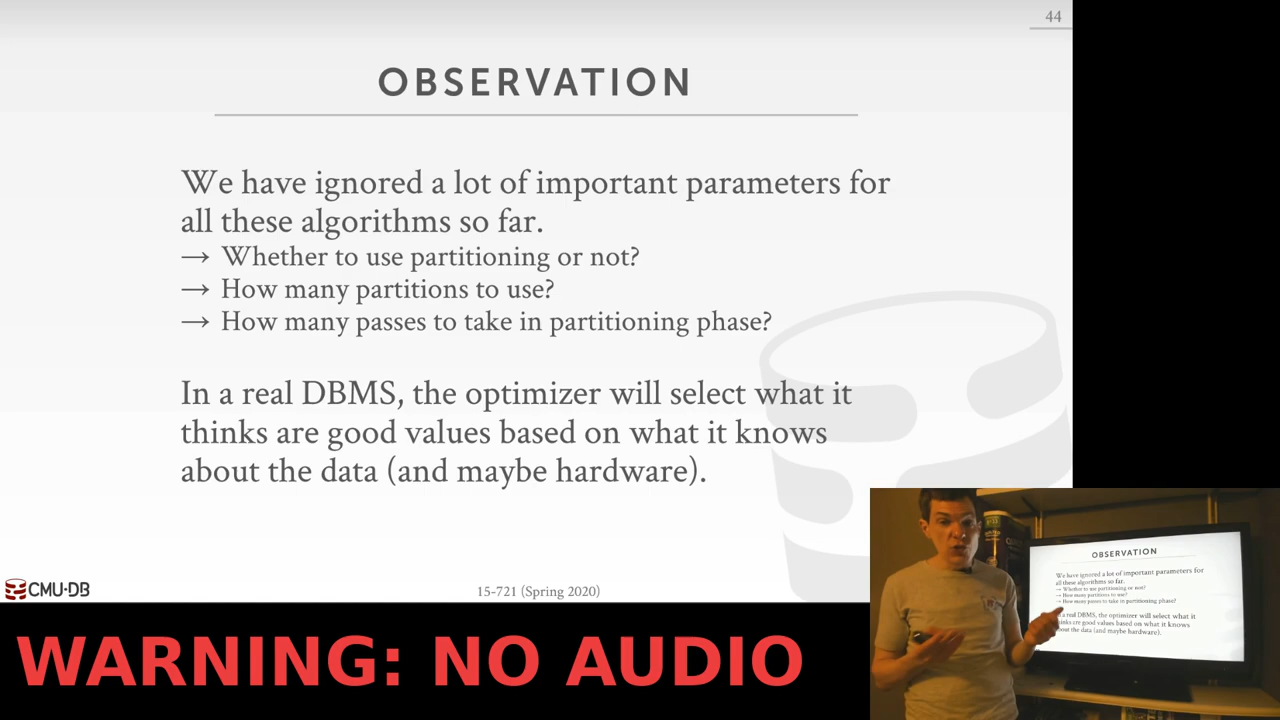 44
OBSERVATION
We have ignored a lot of important parameters for
all these algorithms so far.
→ Whether to use partitioning or not?
→ How many partitions to use?
→ How many passes to take in partitioning phase?
In a real DBMS, the optimizer will select what it
thinks are good values based on what it knows
about the data (and maybe hardware).
CMU·DB
15-721 (Spring 2020)
WARNING: NO AUDIO
OBSERVATION
We have ignored a lot of important parameters for
all these algorithms so far.
→ Whether to use partitioning or not?
→ How many partitions to use?
→ How many passes to take in partitioning phase?
a real DBMS, the optimizer will select what it
thinks are good values based on what it knows
about the data (and maybe hardware).